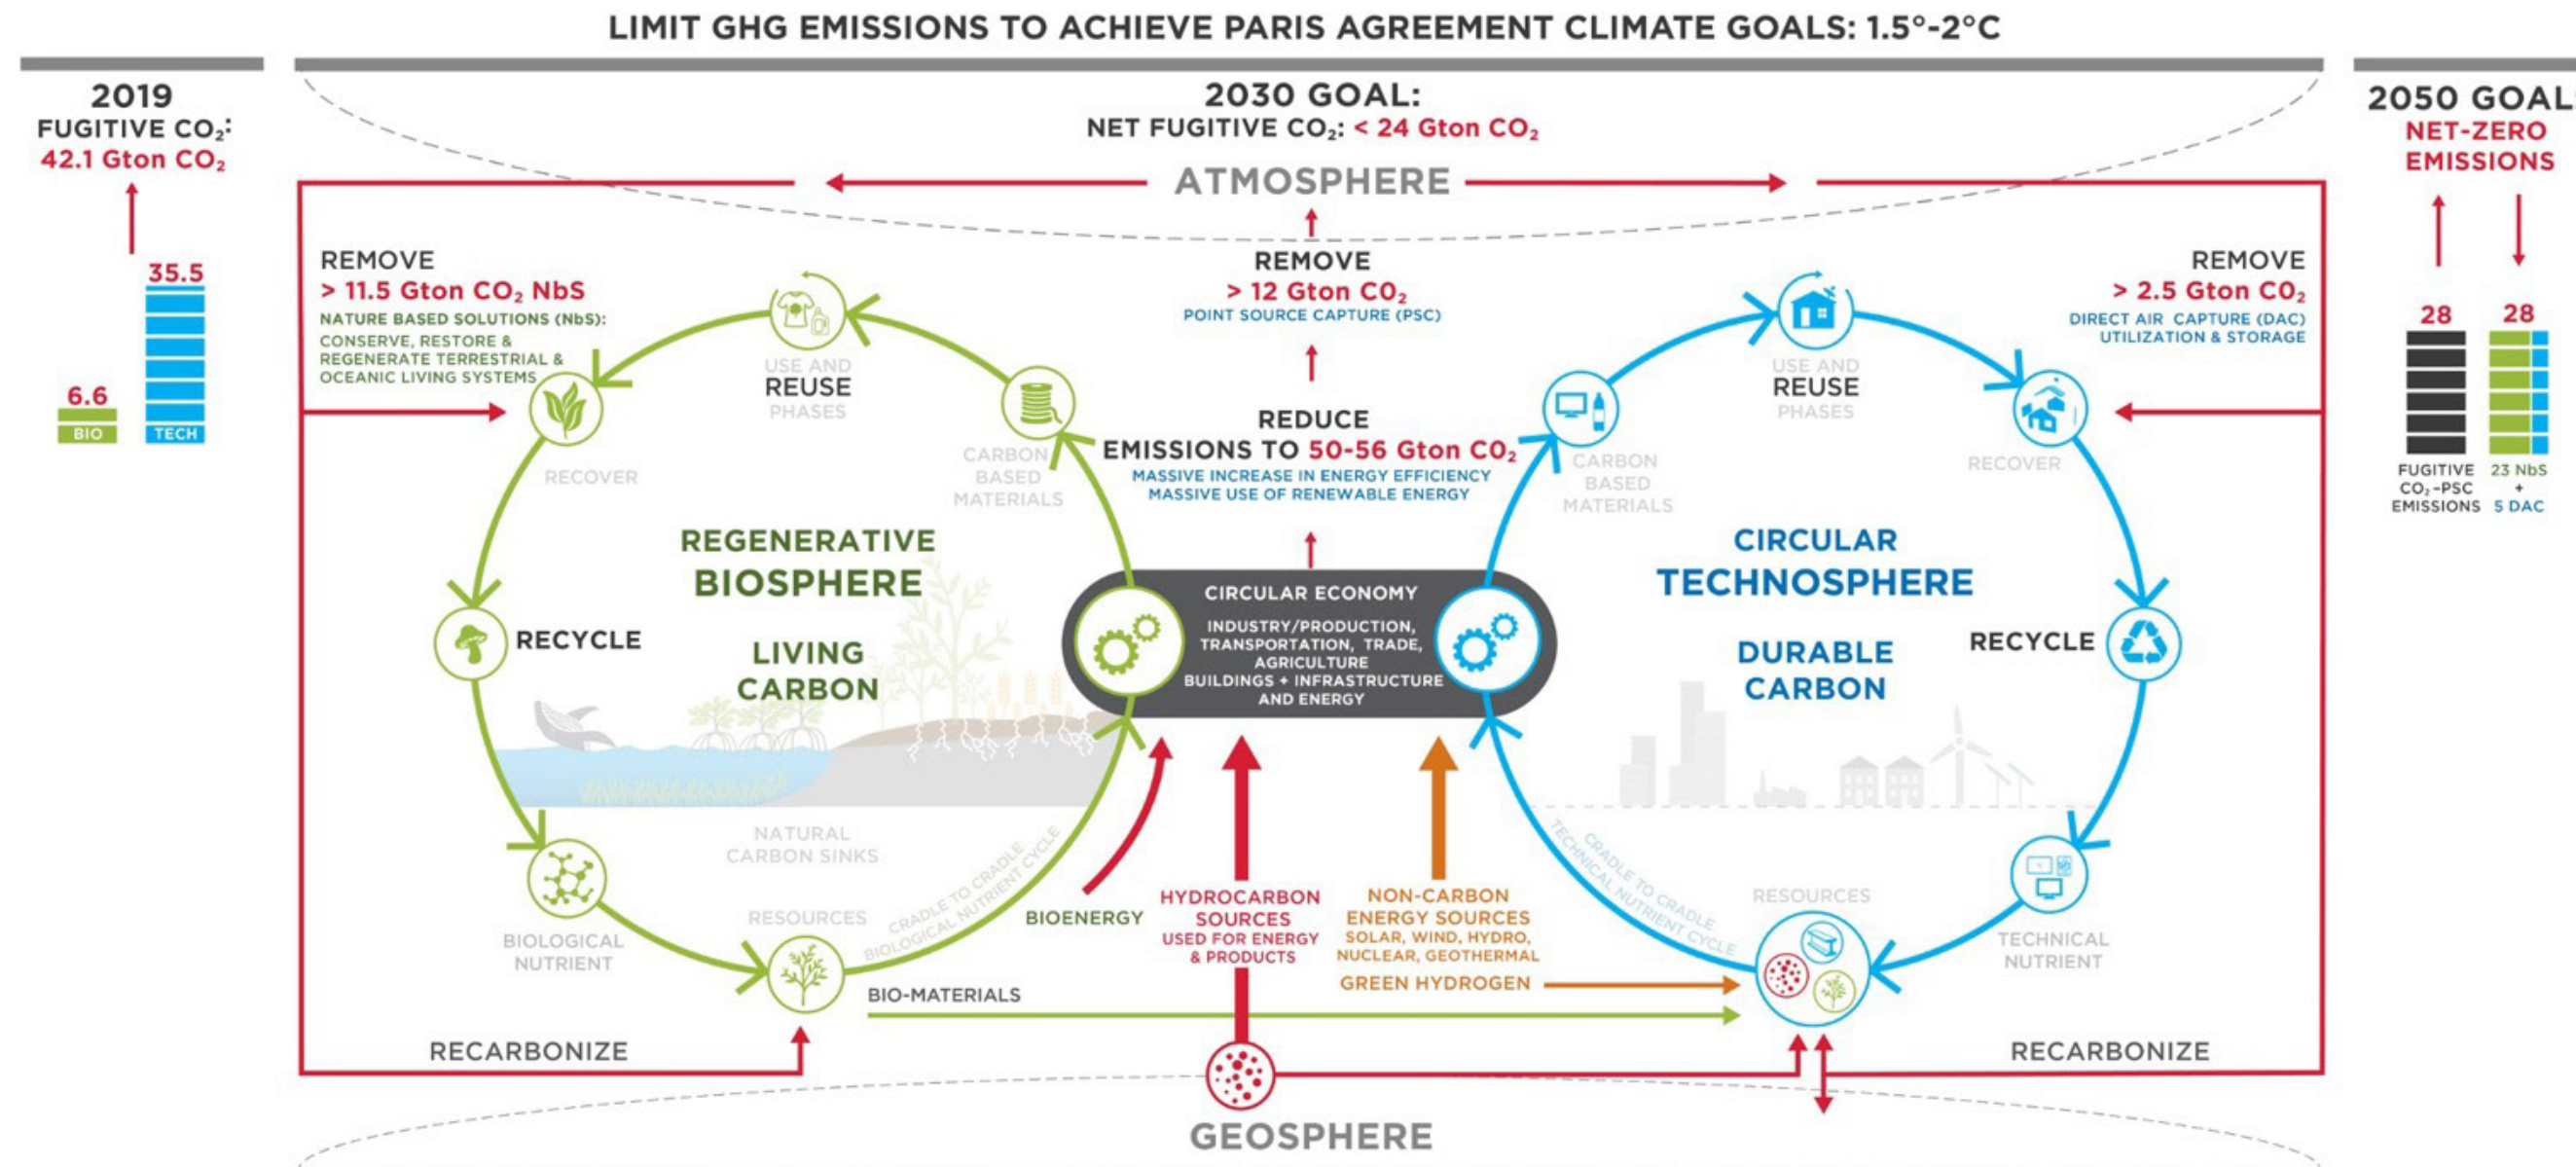 LIMIT GHG EMISSIONS TO ACHIEVE PARIS AGREEMENT CLIMATE GOALS: 1.5°-2°C
2019
FUGITIVE CO₂:
42.1 Gton CO₂
35.5
6.6
BIO
TECH
2030 GOAL:
NET FUGITIVE CO₂: < 24 Gton CO₂
ATMOSPHERE
REMOVE
> 11.5 Gton CO₂ NbS
NATURE BASED SOLUTIONS (NbS):
CONSERVE, RESTORE &
REGENERATE TERRESTRIAL &
OCEANIC LIVING SYSTEMS
REMOVE
> 12 Gton CO₂
POINT SOURCE CAPTURE (PSC)
REMOVE
> 2.5 Gton CO₂
DIRECT AIR CAPTURE (DAC)
UTILIZATION & STORAGE
REDUCE
EMISSIONS TO 50-56 Gton CO₂
MASSIVE INCREASE IN ENERGY EFFICIENCY
MASSIVE USE OF RENEWABLE ENERGY
USE AND
REUSE
PHASES
RECOVER
CARBON
BASED
MATERIALS
REGENERATIVE
BIOSPHERE
LIVING
CARBON
RECYCLE
NATURAL
CARBON SINKS
BIOLOGICAL
NUTRIENT
RESOURCES
CRADLE TO CRADLE
BIOLOGICAL NUTRIENT CYCLE
CIRCULAR ECONOMY
INDUSTRY/PRODUCTION,
TRANSPORTATION, TRADE,
AGRICULTURE
BUILDINGS + INFRASTRUCTURE
AND ENERGY
USE AND
REUSE
PHASES
CARBON
BASED
MATERIALS
RECOVER
CIRCULAR
TECHNOSPHERE
DURABLE
CARBON
RECYCLE
CRADLE TO CRADLE
TECHNICAL NUTRIENT CYCLE
RESOURCES
TECHNICAL
NUTRIENT
BIOENERGY
HYDROCARBON
SOURCES
USED FOR ENERGY
& PRODUCTS
NON-CARBON
ENERGY SOURCES
SOLAR, WIND, HYDRO,
NUCLEAR, GEOTHERMAL
GREEN HYDROGEN
BIO-MATERIALS
RECARBONIZE
RECARBONIZE
GEOSPHERE
2050 GOAL:
NET-ZERO
EMISSIONS
28
28
FUGITIVE
CO₂-PSC
EMISSIONS
23 NbS
+
5 DAC